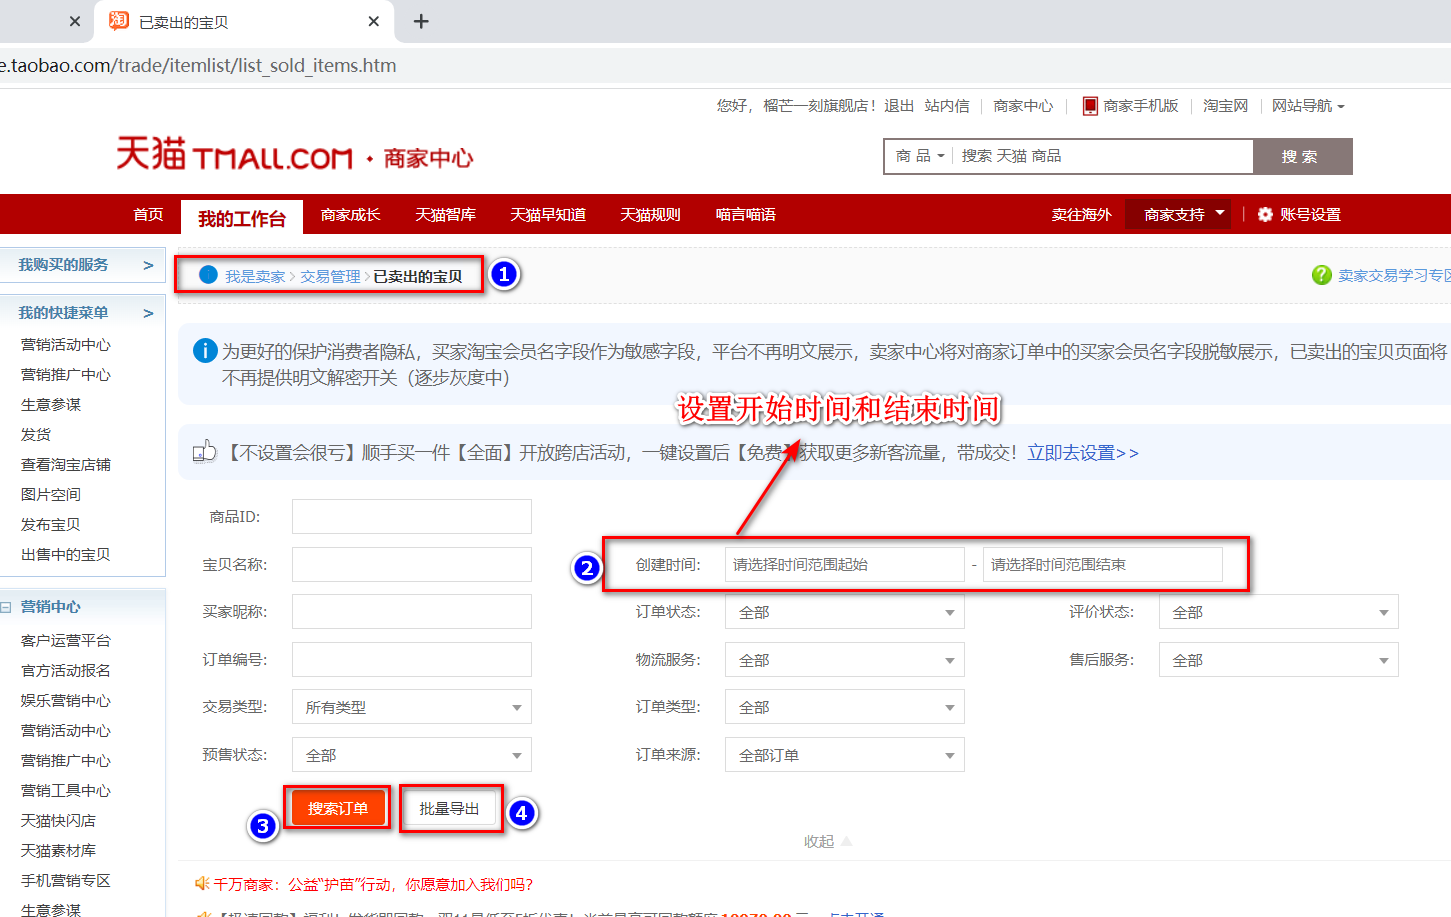 已卖出的宝贝
e.taobao.com/trade/itemlist/list_sold_items.htm
您好，榴芒一刻旗舰店！退出 站内信 商家中心 商家手机版 淘宝网 网站导航
天猫 TMALL.COM · 商家中心
商品 搜索 天猫 商品 搜 索
首页 我的工作台 商家成长 天猫智库 天猫早知道 天猫规则 喵言喵语 卖往海外 商家支持 账号设置
我购买的服务 >
我是卖家 > 交易管理 > 已卖出的宝贝 1
卖家交易学习专区
我的快捷菜单 >
营销活动中心
营销推广中心
生意参谋
发货
查看淘宝店铺
图片空间
发布宝贝
出售中的宝贝
营销中心
客户运营平台
官方活动报名
娱乐营销中心
营销活动中心
营销推广中心
营销工具中心
天猫快闪店
天猫素材库
手机营销专区
生意参谋
为更好的保护消费者隐私，买家淘宝会员名字段作为敏感字段，平台不再明文展示，卖家中心将对商家订单中的买家会员名字段脱敏展示，已卖出的宝贝页面将
不再提供明文解密开关（逐步灰度中）
设置开始时间和结束时间
【不设置会很亏】顺手买一件【全面】开放跨店活动，一键设置后【免费】获取更多新客流量，带成交！立即去设置>>
商品ID:
宝贝名称:
2 创建时间: 请选择时间范围起始 - 请选择时间范围结束
买家昵称: 订单状态: 全部 评价状态: 全部
订单编号: 物流服务: 全部 售后服务: 全部
交易类型: 所有类型 订单类型: 全部
预售状态: 全部 订单来源: 全部订单
3 搜索订单 批量导出 4
收起
千万商家：公益“护苗”行动，你愿意加入我们吗？